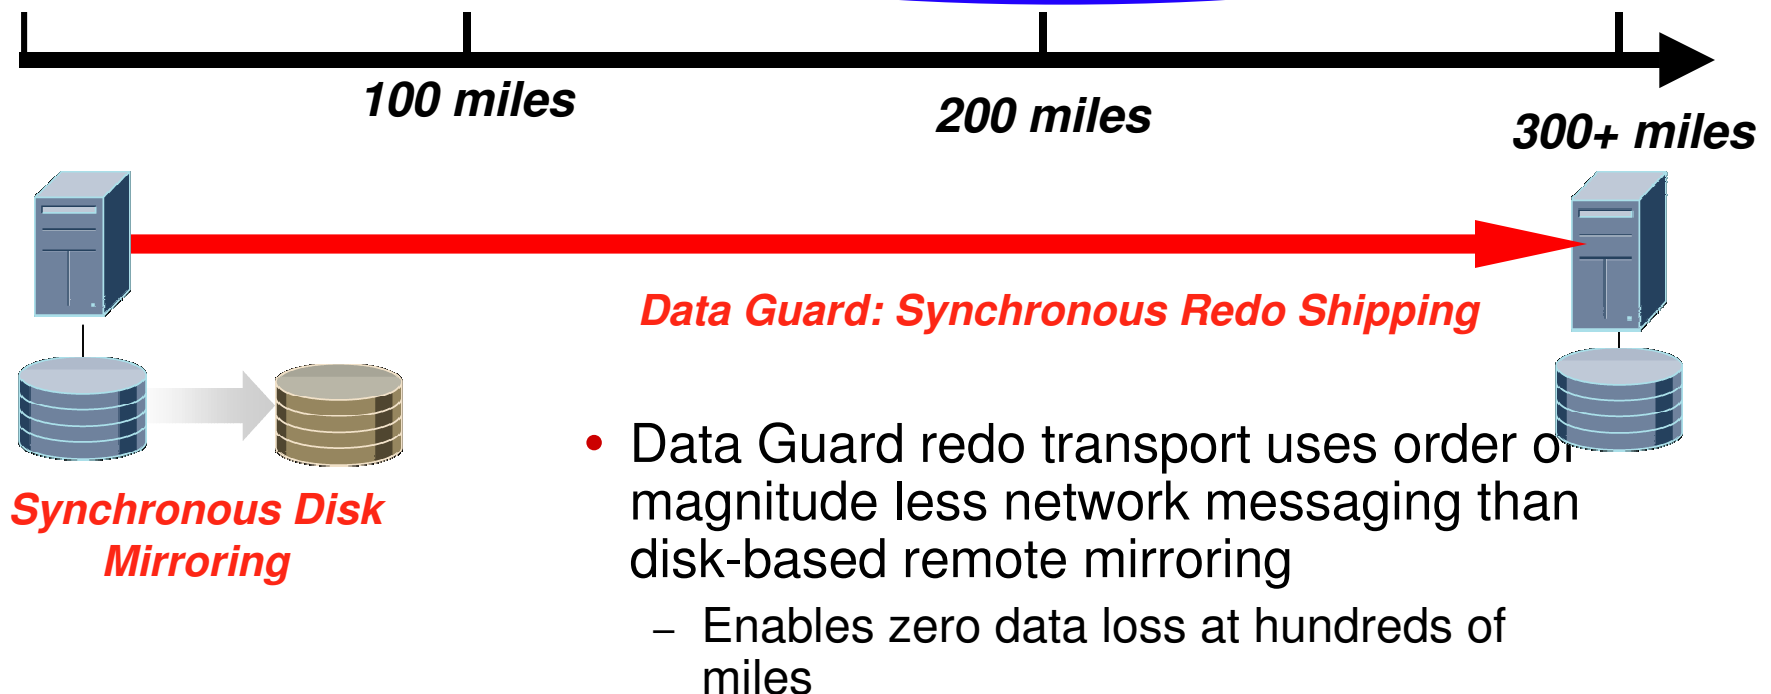 100 miles
200 miles
300+ miles
Data Guard: Synchronous Redo Shipping
Synchronous Disk
Mirroring
• Data Guard redo transport uses order of
magnitude less network messaging than
disk-based remote mirroring
– Enables zero data loss at hundreds of
miles